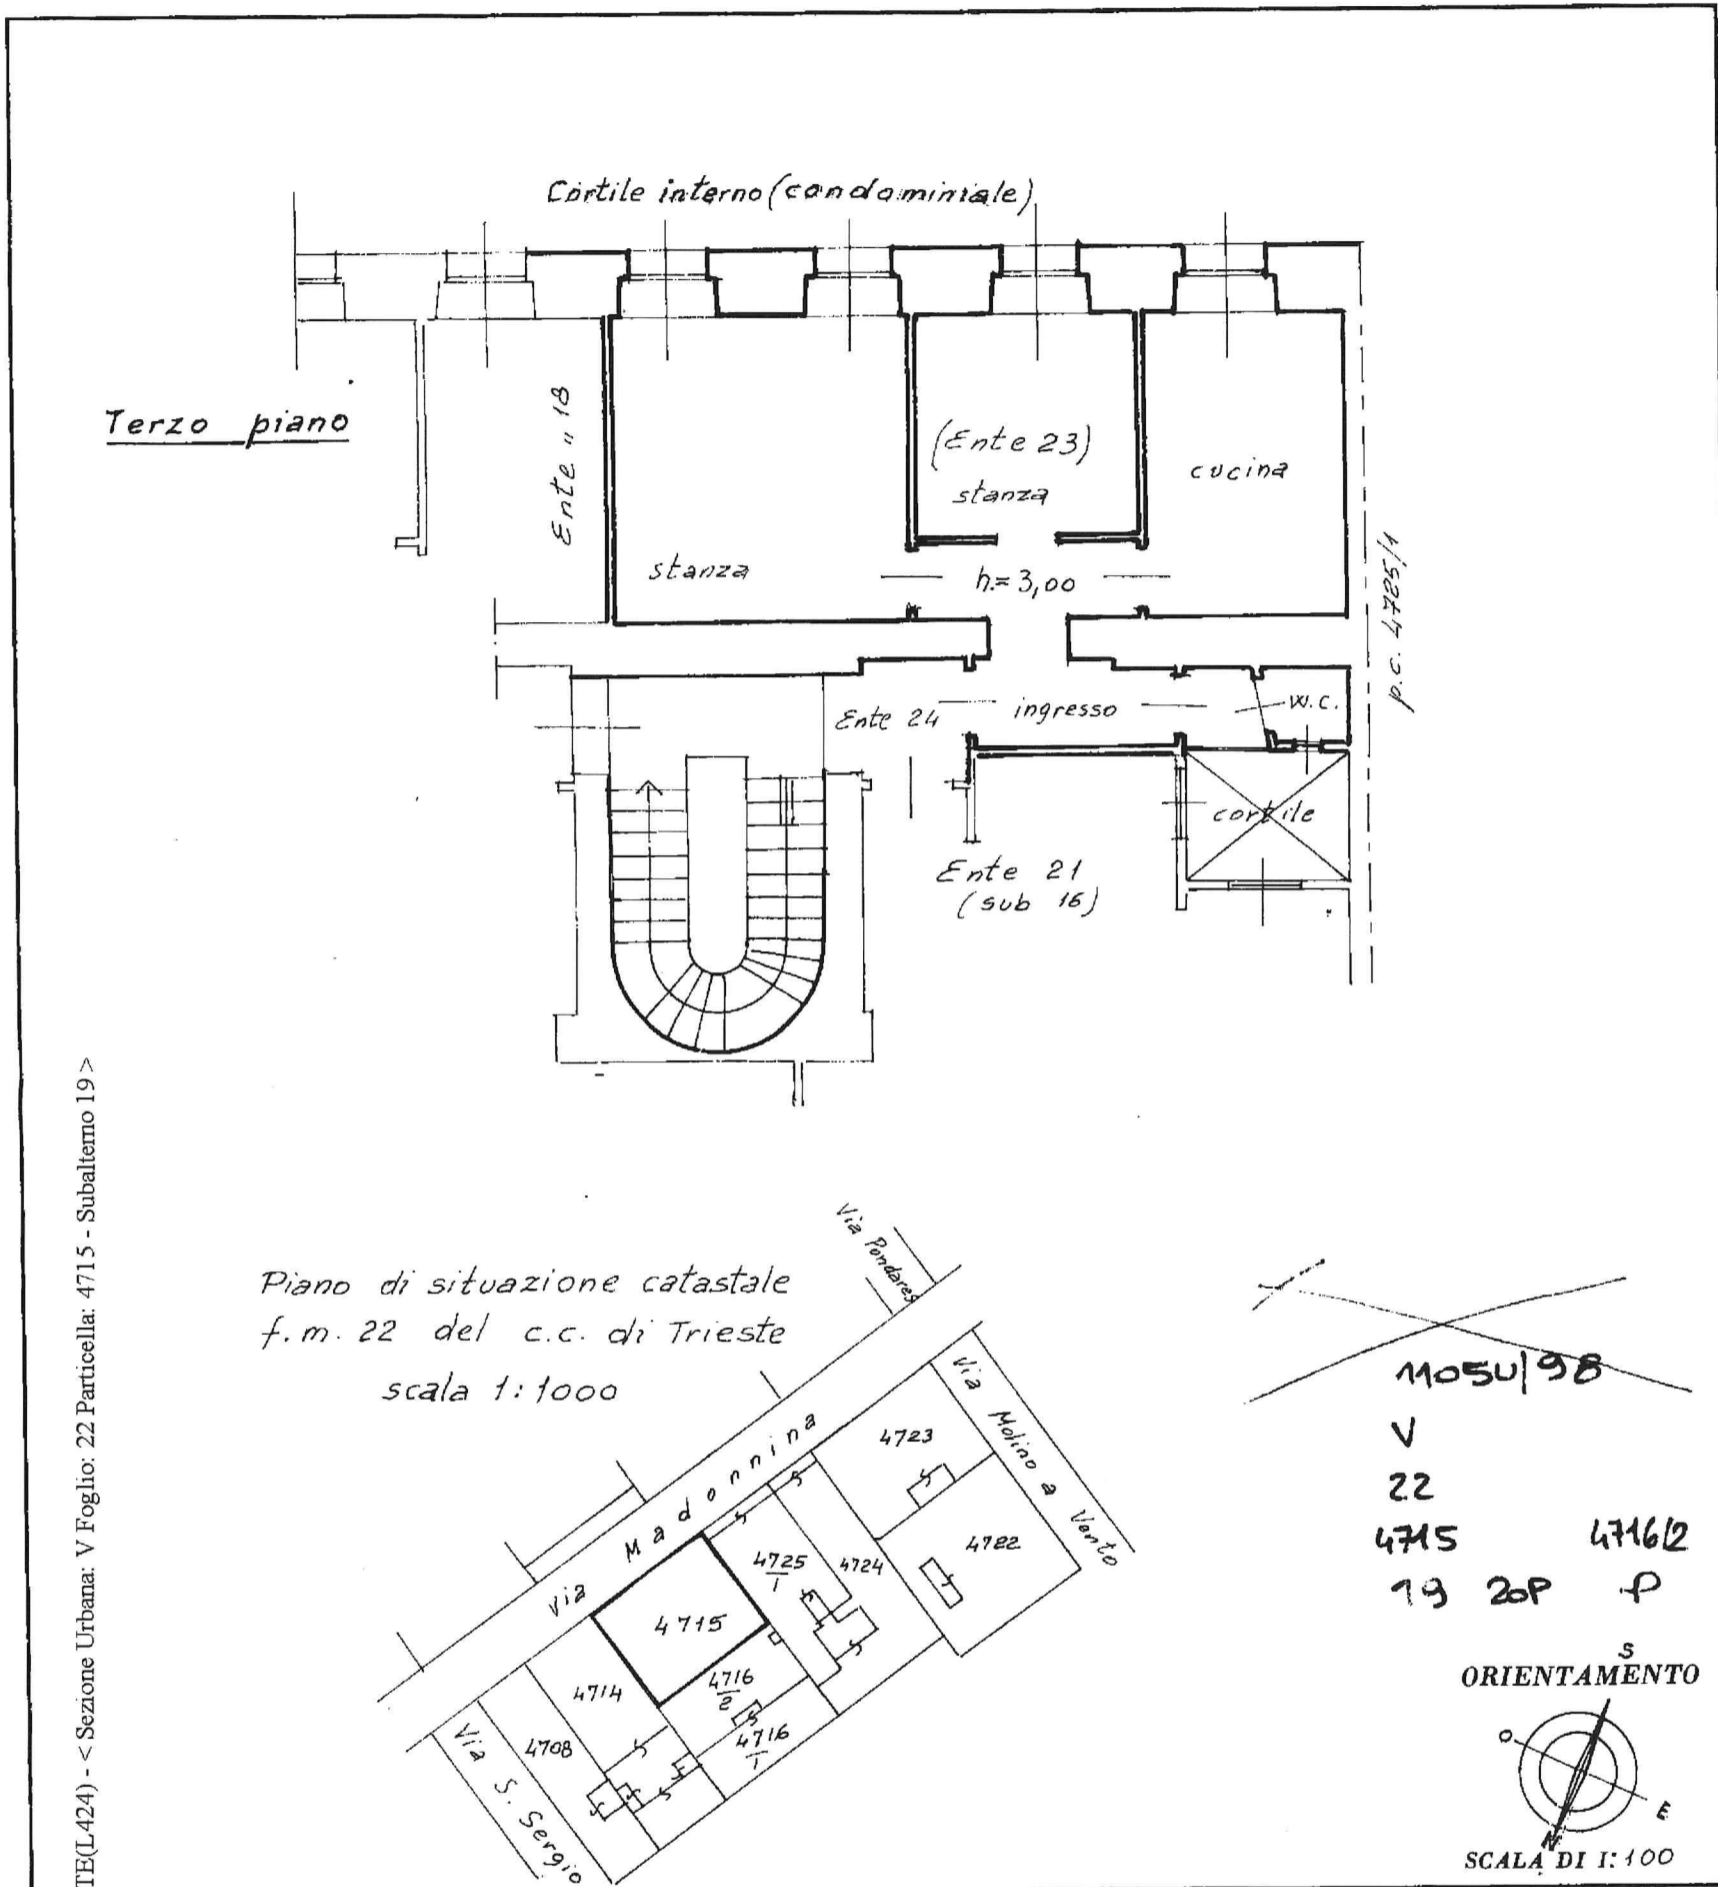 Cortile interno (condominiale)
Terzo piano
Ente „ 18
(Ente 23)
stanza
cucina
stanza
h.= 3,00
p.c. 4725/1
Ente 24
ingresso
w.c.
cortile
Ente 21
(sub 16)
TE(L424) - < Sezione Urbana: V Foglio: 22 Particella: 4715 - Subalterno 19 >
Piano di situazione catastale
f.m. 22 del c.c. di Trieste
scala 1:1000
Via Pondares
Via Madonnina
Via Molino a Vento
4723
4722
4725/1
4724
4715
4714
4716/2
4716/1
4708
Via S. Sergio
1105U/98
V
22
4715 4716/2
19 20P P
S
ORIENTAMENTO
O
E
N
SCALA DI 1:100